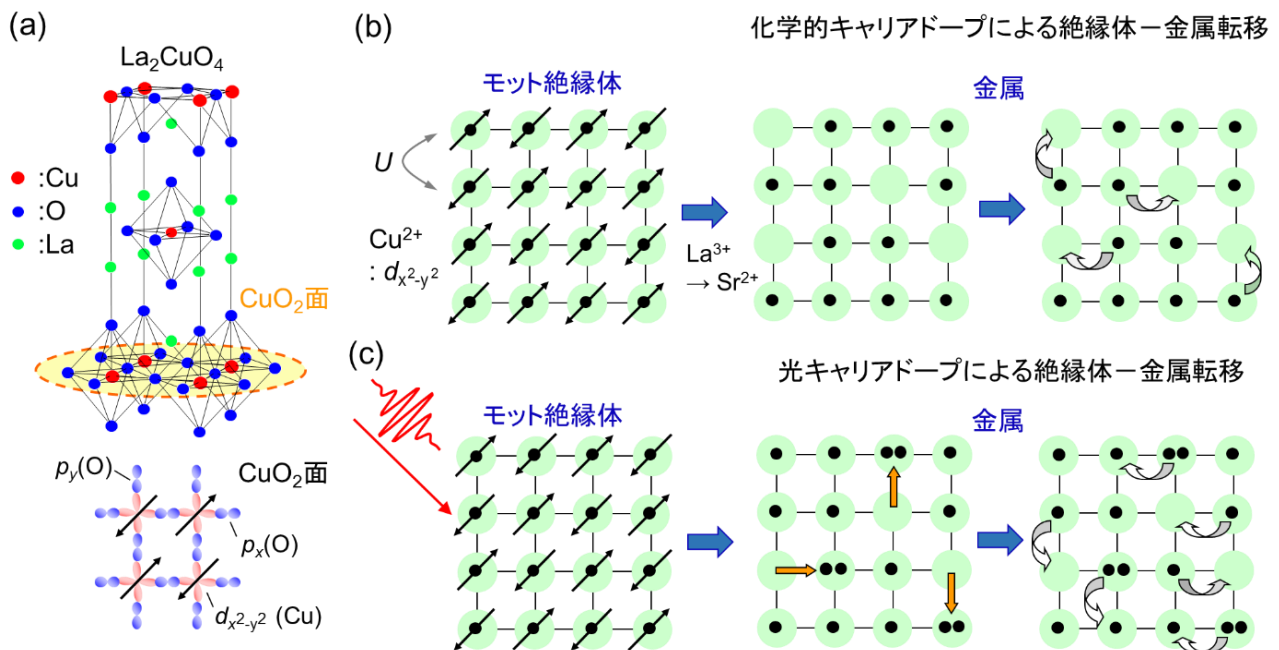 (a)
La₂CuO₄
:Cu
:O
:La
CuO₂面
CuO₂面
pᵧ(O)
pₓ(O)
dₓ²₋ᵧ² (Cu)
(b)
化学的キャリアドープによる絶縁体−金属転移
モット絶縁体
金属
U
Cu²⁺
: dₓ²₋ᵧ²
La³⁺
→ Sr²⁺
(c)
光キャリアドープによる絶縁体−金属転移
モット絶縁体
金属